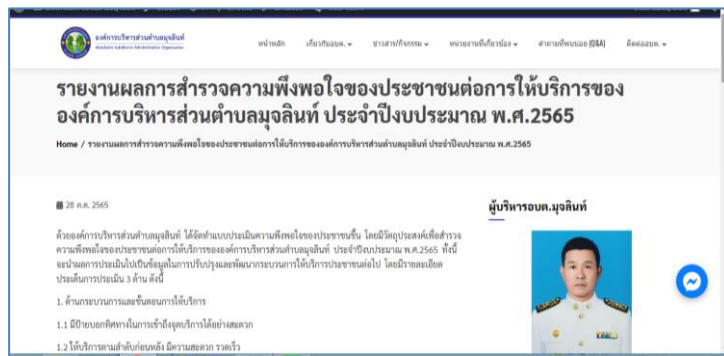 องค์การบริหารส่วนตำบลมุจลินท์
หน้าหลัก เกี่ยวกับอบต. ข่าวสาร/กิจกรรม หน่วยงานที่เกี่ยวข้อง คำถามที่พบบ่อย (Q&A) ติดต่ออบต.
รายงานผลการสำรวจความพึงพอใจของประชาชนต่อการให้บริการของ
องค์การบริหารส่วนตำบลมุจลินท์ ประจำปีงบประมาณ พ.ศ.2565
Home / รายงานผลการสำรวจความพึงพอใจของประชาชนต่อการให้บริการขององค์การบริหารส่วนตำบลมุจลินท์ ประจำปีงบประมาณ พ.ศ.2565
28 ต.ค. 2565
ผู้บริหารอบต.มุจลินท์
ด้วยองค์การบริหารส่วนตำบลมุจลินท์ ได้จัดทำแบบประเมินความพึงพอใจของประชาชนขึ้น โดยมีวัตถุประสงค์เพื่อสำรวจ
ความพึงพอใจของประชาชนต่อการให้บริการขององค์การบริหารส่วนตำบลมุจลินท์ ประจำปีงบประมาณ พ.ศ.2565 ทั้งนี้
จะนำผลการประเมินไปเป็นข้อมูลในการปรับปรุงและพัฒนากระบวนการให้บริการประชาชนต่อไป โดยมีรายละเอียด
ประเด็นการประเมิน 3 ด้าน ดังนี้
1. ด้านกระบวนการและขั้นตอนการให้บริการ
1.1 มีป้ายบอกทิศทางในการเข้าถึงจุดบริการได้อย่างสะดวก
1.2 ให้บริการตามลำดับก่อนหลัง มีความสะดวก รวดเร็ว